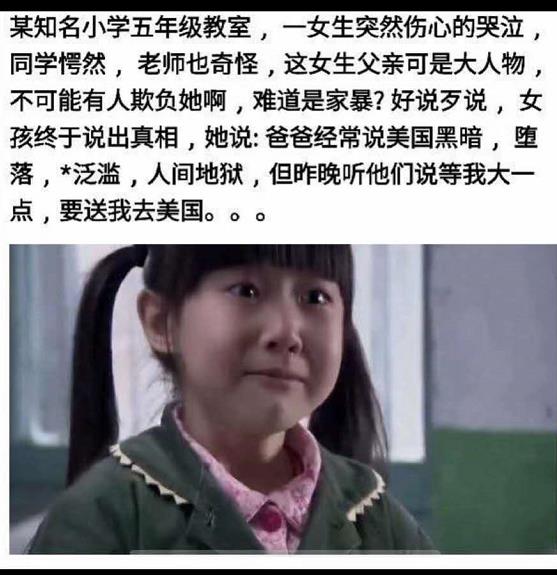 某知名小学五年级教室，一女生突然伤心的哭泣，
同学愕然， 老师也奇怪，这女生父亲可是大人物，
不可能有人欺负她啊，难道是家暴? 好说歹说， 女
孩终于说出真相，她说: 爸爸经常说美国黑暗， 堕
落，*泛滥，人间地狱，但昨晚听他们说等我大一
点，要送我去美国。。。